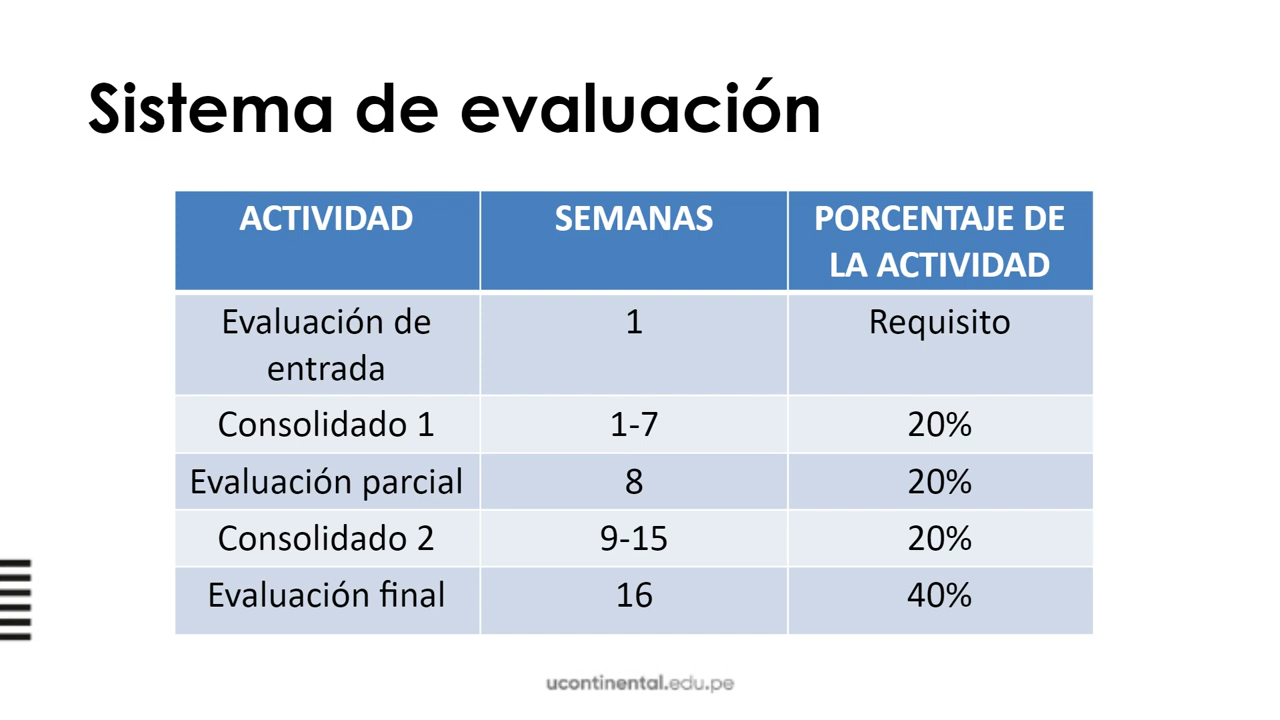 Sistema de evaluación
ACTIVIDAD SEMANAS PORCENTAJE DE
LA ACTIVIDAD
Evaluación de 1 Requisito
entrada
Consolidado 1 1-7 20%
Evaluación parcial 8 20%
Consolidado 2 9-15 20%
Evaluación final 16 40%
ucontinental.edu.pe